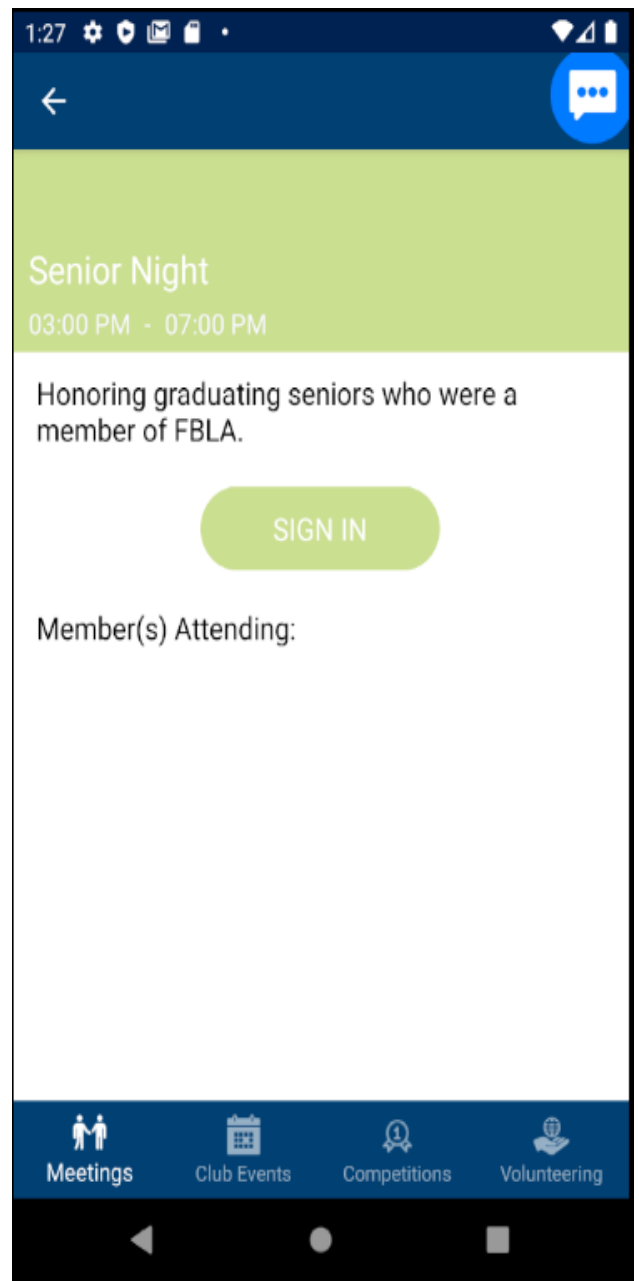 1:27
Senior Night
03:00 PM - 07:00 PM
Honoring graduating seniors who were a
member of FBLA.
SIGN IN
Member(s) Attending:
Meetings
Club Events
Competitions
Volunteering